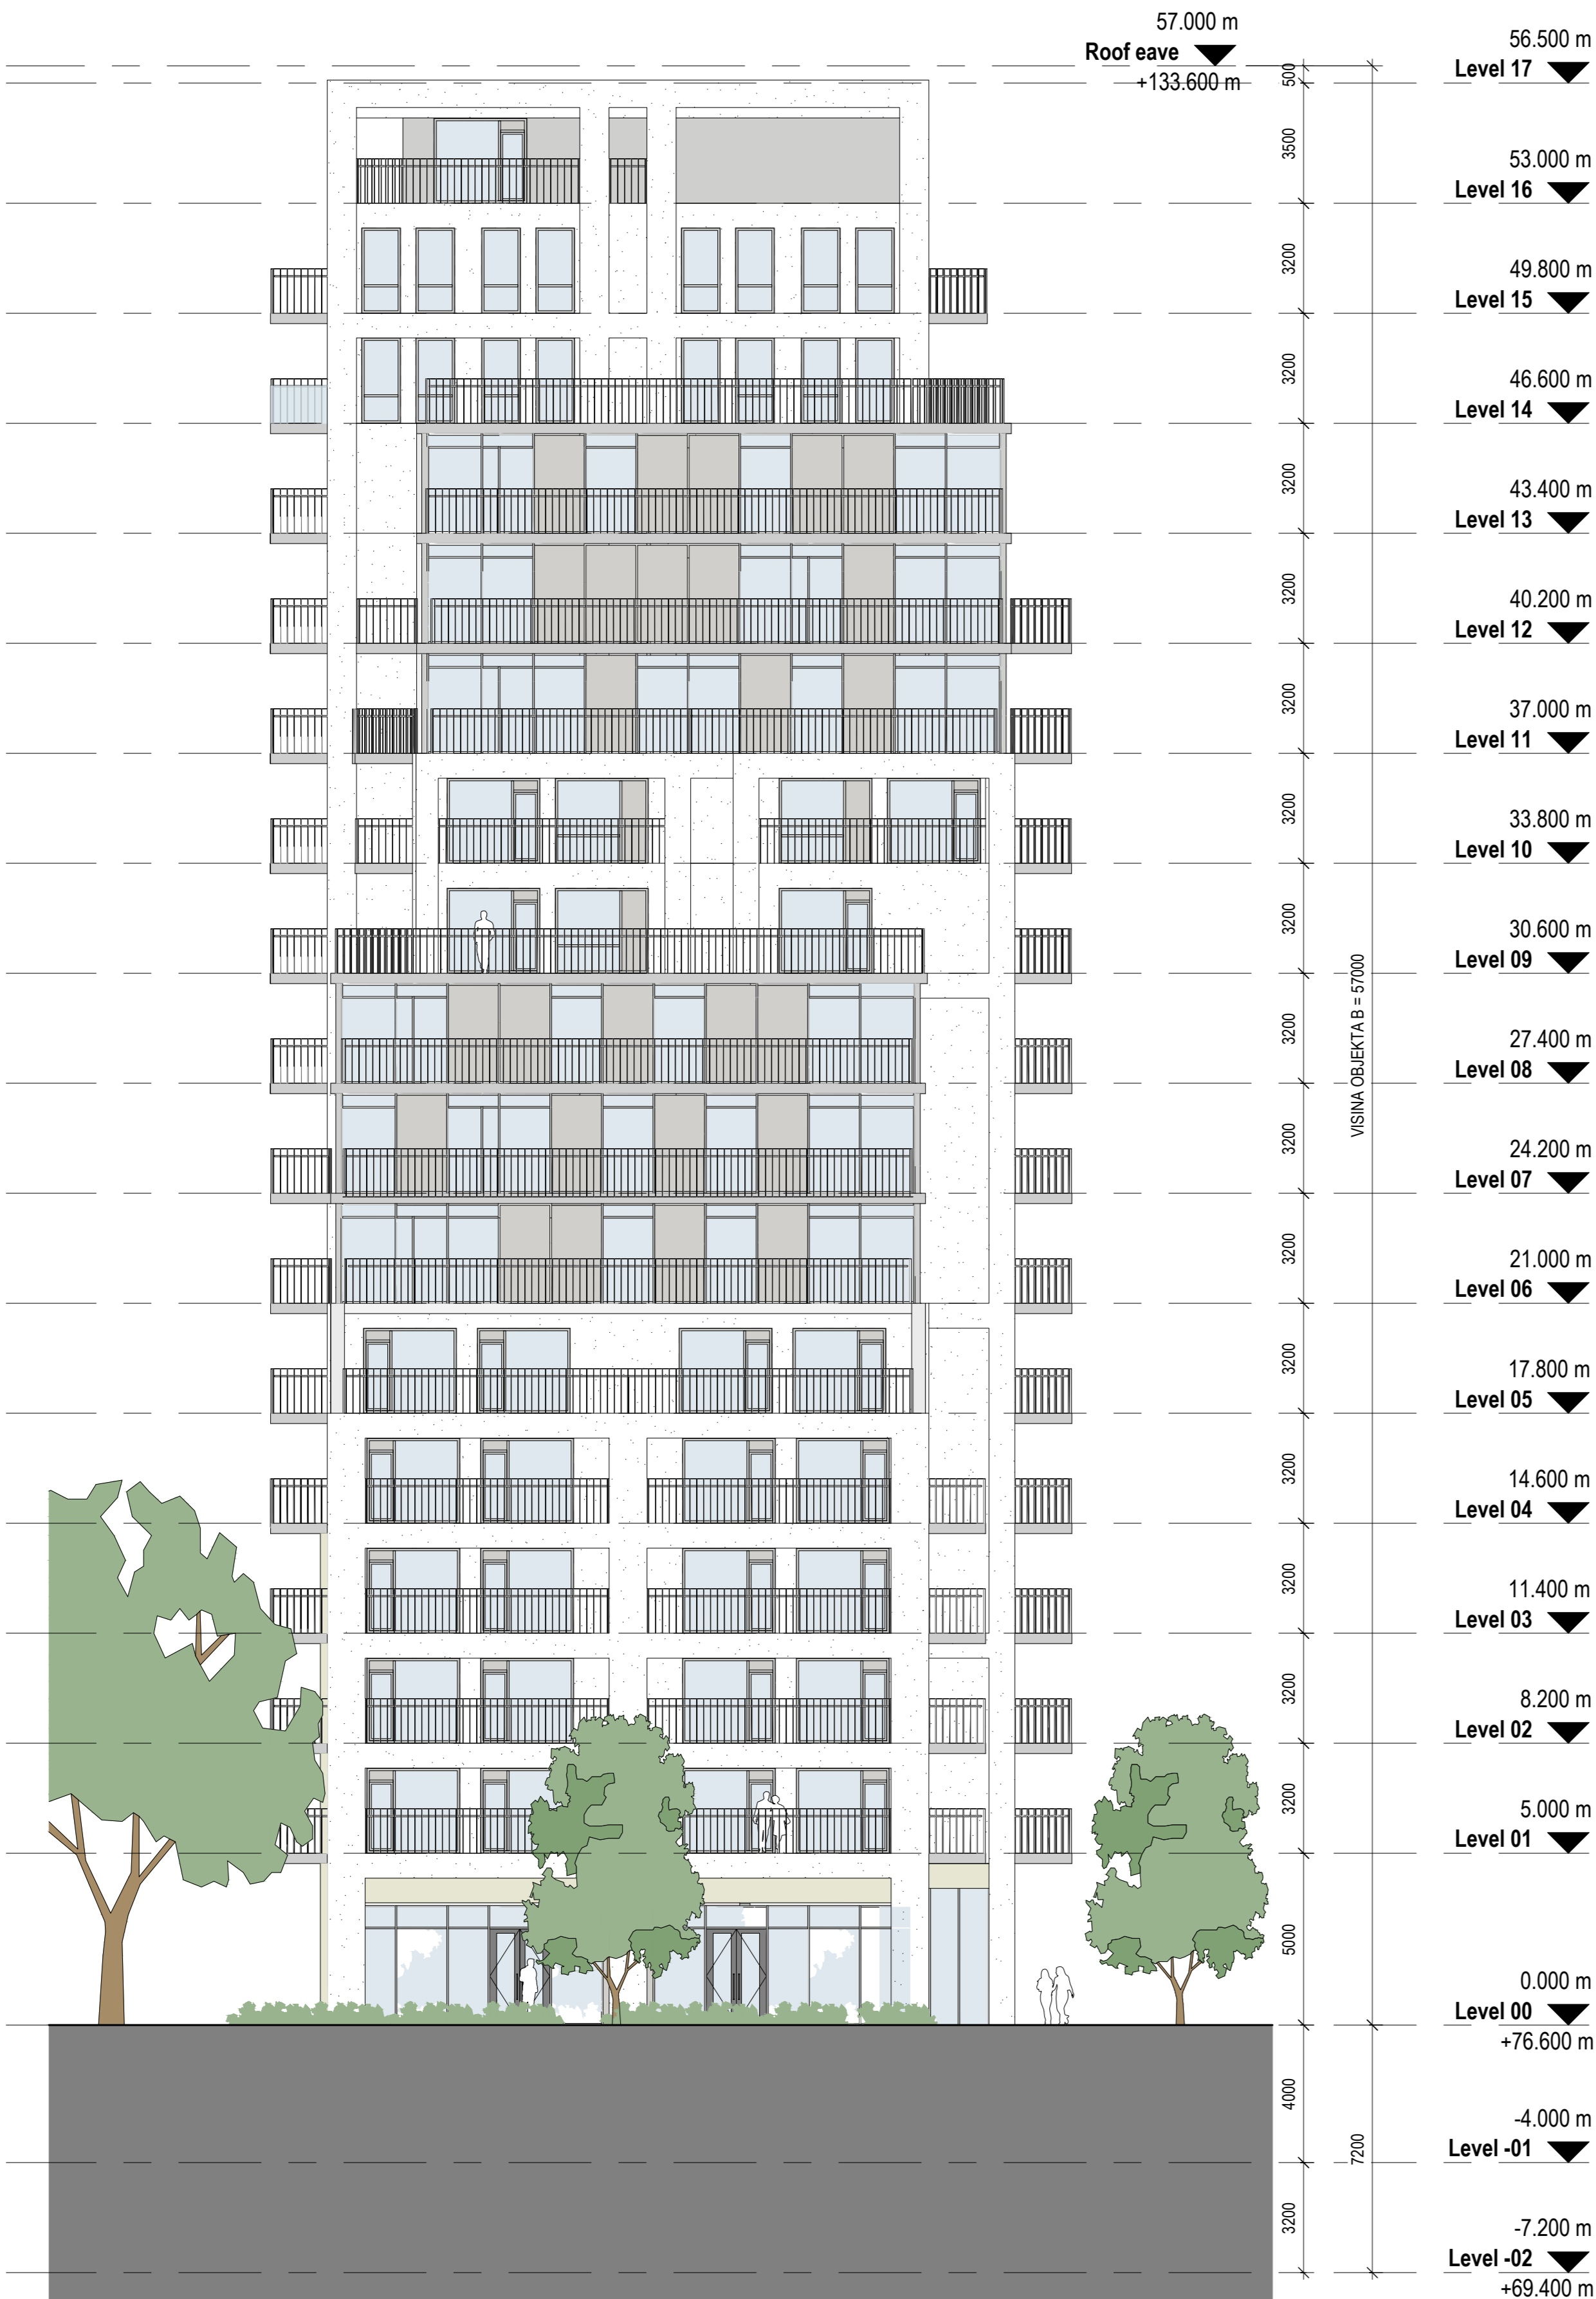 57.000 m
Roof eave
+133.600 m
56.500 m
Level 17
500
3500
53.000 m
Level 16
3200
49.800 m
Level 15
3200
46.600 m
Level 14
3200
43.400 m
Level 13
3200
40.200 m
Level 12
3200
37.000 m
Level 11
3200
33.800 m
Level 10
3200
30.600 m
Level 09
VISINA OBJEKTA B = 57000
3200
27.400 m
Level 08
3200
24.200 m
Level 07
3200
21.000 m
Level 06
3200
17.800 m
Level 05
3200
14.600 m
Level 04
3200
11.400 m
Level 03
3200
8.200 m
Level 02
3200
5.000 m
Level 01
5000
0.000 m
Level 00
+76.600 m
4000
-4.000 m
Level -01
7200
3200
-7.200 m
Level -02
+69.400 m